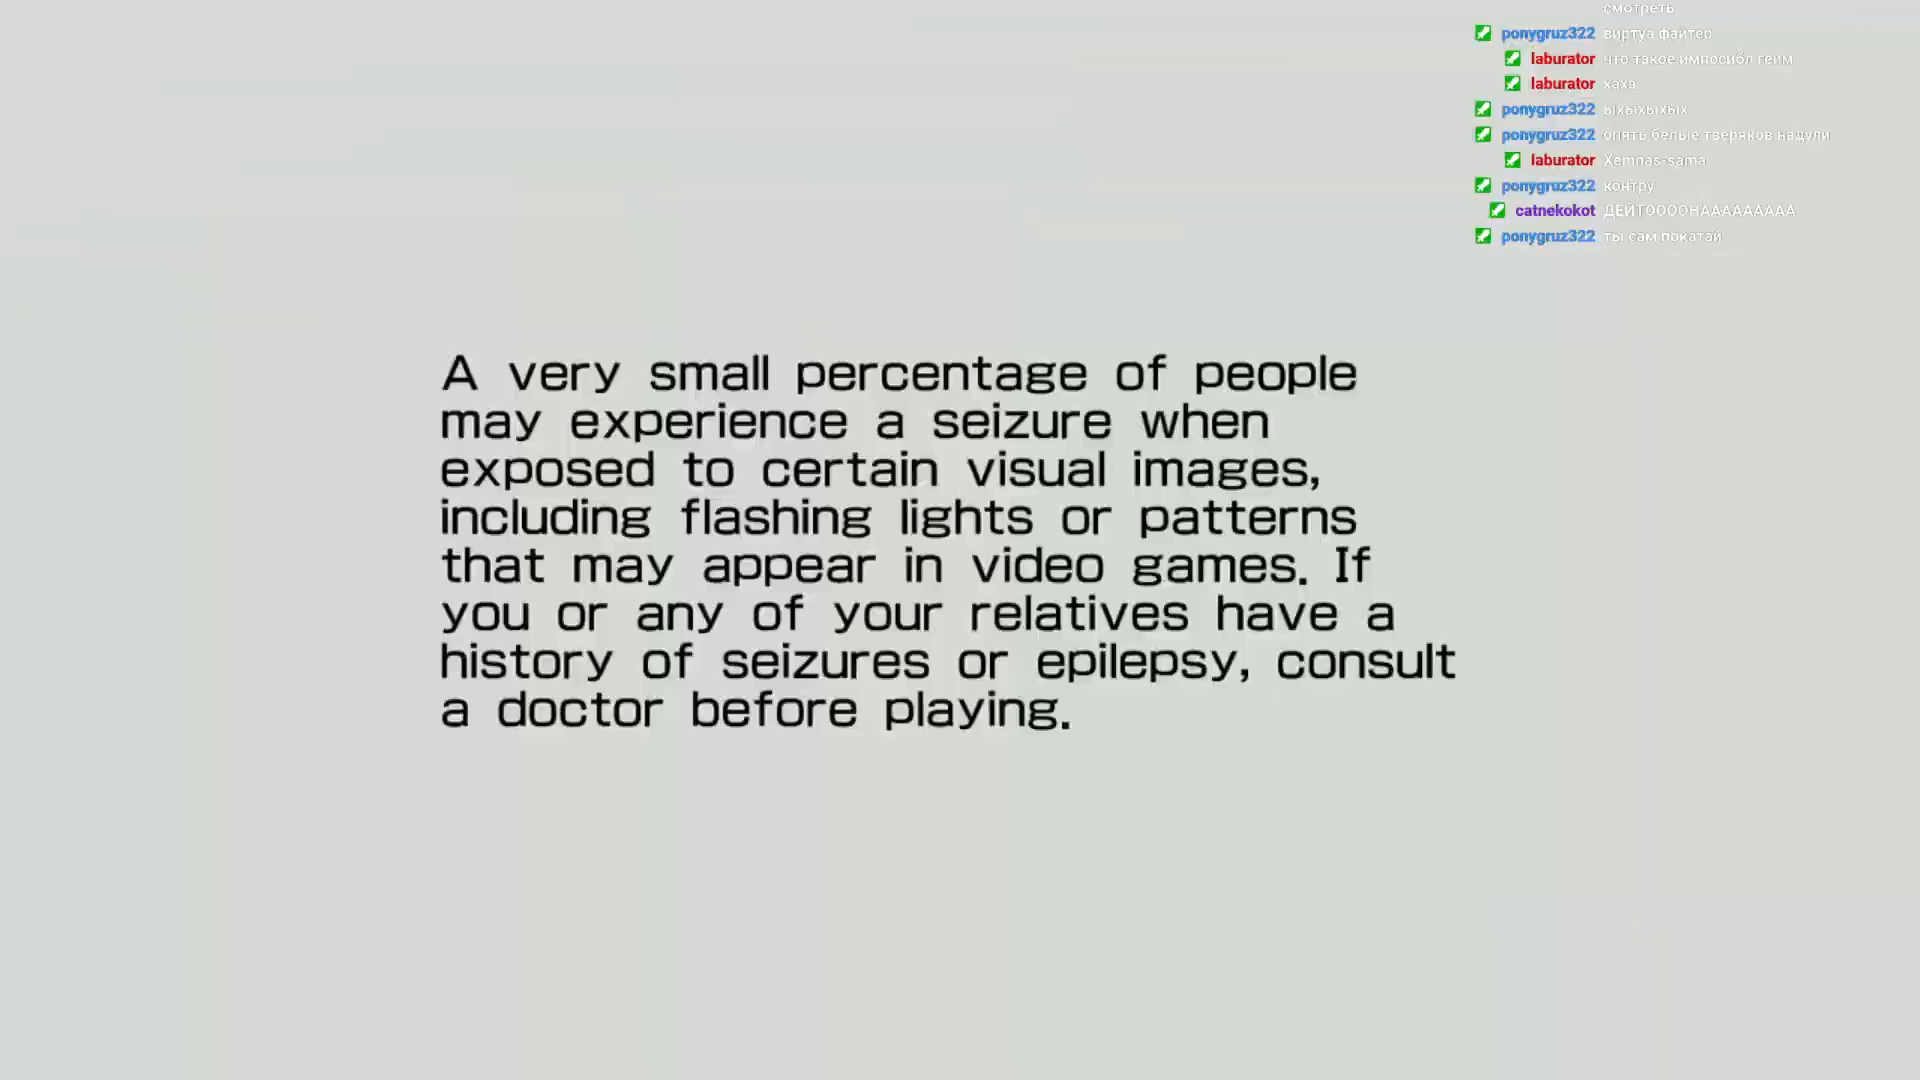 смотреть
ponygruz322 виртуа файтер
laburator что такое импосибл гейм
laburator хахв
ponygruz322 ыхыхыхых
ponygruz322 опять белые тверяков надули
laburator Xemnas-sama
ponygruz322 контру
catnekokot ДЕЙТООООНААААААААА
ponygruz322 ты сам покатай
A very small percentage of people
may experience a seizure when
exposed to certain visual images,
including flashing lights or patterns
that may appear in video games. If
you or any of your relatives have a
history of seizures or epilepsy, consult
a doctor before playing.